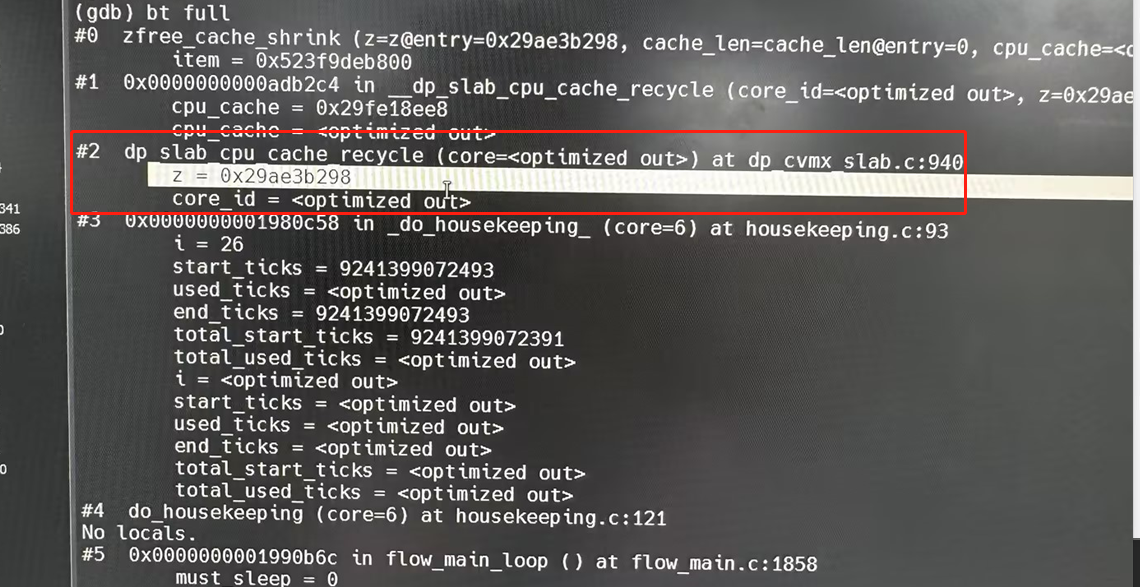 (gdb) bt full
#0 zfree_cache_shrink (z=z@entry=0x29ae3b298, cache_len=cache_len@entry=0, cpu_cache=<
item = 0x523f9deb800
#1 0x0000000000adb2c4 in __dp_slab_cpu_cache_recycle (core_id=<optimized out>, z=0x29ae
cpu_cache = 0x29fe18ee8
cpu_cache = <optimized out>
#2 dp_slab_cpu_cache_recycle (core=<optimized out>) at dp_cvmx_slab.c:940
z = 0x29ae3b298
core_id = <optimized out>
341
386
#3 0x0000000001980c58 in _do_housekeeping_ (core=6) at housekeeping.c:93
i = 26
start_ticks = 9241399072493
used_ticks = <optimized out>
end_ticks = 9241399072493
total_start_ticks = 9241399072391
total_used_ticks = <optimized out>
i = <optimized out>
start_ticks = <optimized out>
used_ticks = <optimized out>
end_ticks = <optimized out>
total_start_ticks = <optimized out>
total_used_ticks = <optimized out>
#4 do_housekeeping (core=6) at housekeeping.c:121
No locals.
#5 0x0000000001990b6c in flow_main_loop () at flow_main.c:1858
must_sleep = 0